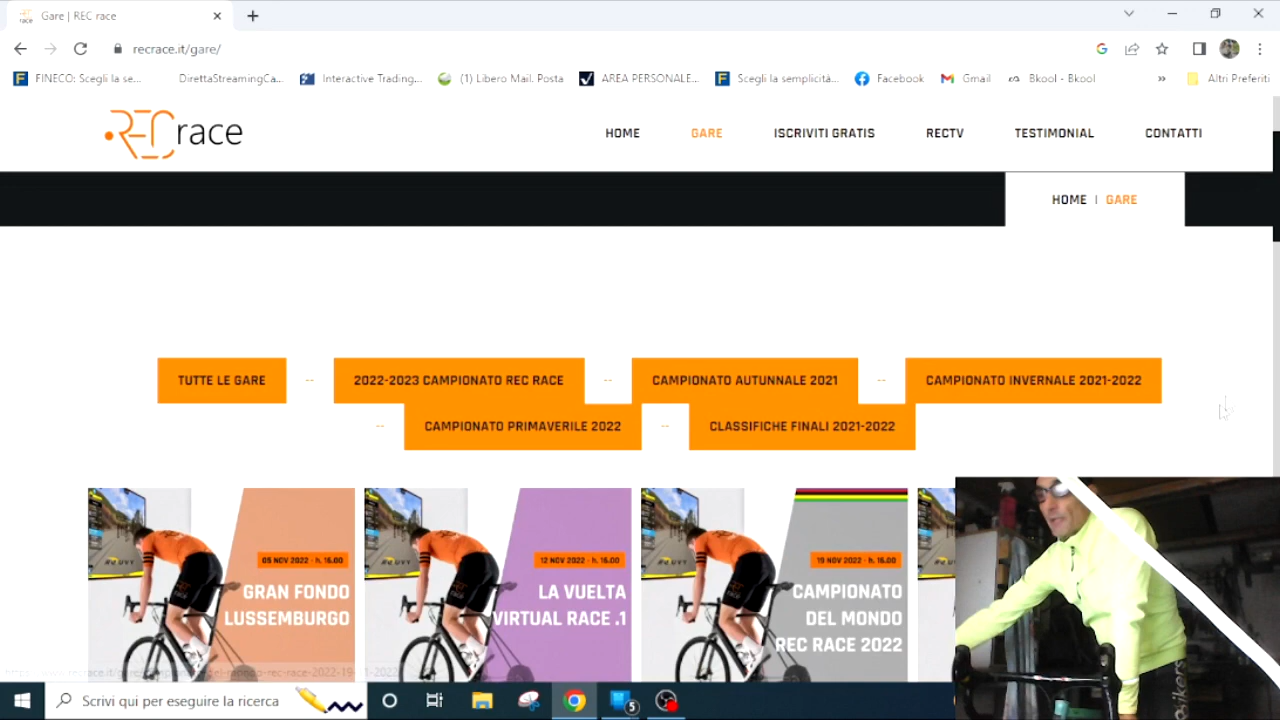 Gare | REC race
recrace.it/gare/
FINECO: Scegli la se...
DirettaStreamingCa...
Interactive Trading...
(1) Libero Mail. Posta
AREA PERSONALE...
Scegli la semplicità...
Facebook
Gmail
Bkool - Bkool
»
Altri Preferiti
REC race
HOME
GARE
ISCRIVITI GRATIS
RECTV
TESTIMONIAL
CONTATTI
HOME | GARE
TUTTE LE GARE -- 2022-2023 CAMPIONATO REC RACE -- CAMPIONATO AUTUNNALE 2021 -- CAMPIONATO INVERNALE 2021-2022
-- CAMPIONATO PRIMAVERILE 2022 -- CLASSIFICHE FINALI 2021-2022
05 NOV 2022 - h. 16.00
GRAN FONDO
LUSSEMBURGO
12 NOV 2022 - h. 16.00
LA VUELTA
VIRTUAL RACE .1
19 NOV 2022 - h. 16.00
CAMPIONATO
DEL MONDO
REC RACE 2022
Scrivi qui per eseguire la ricerca
5